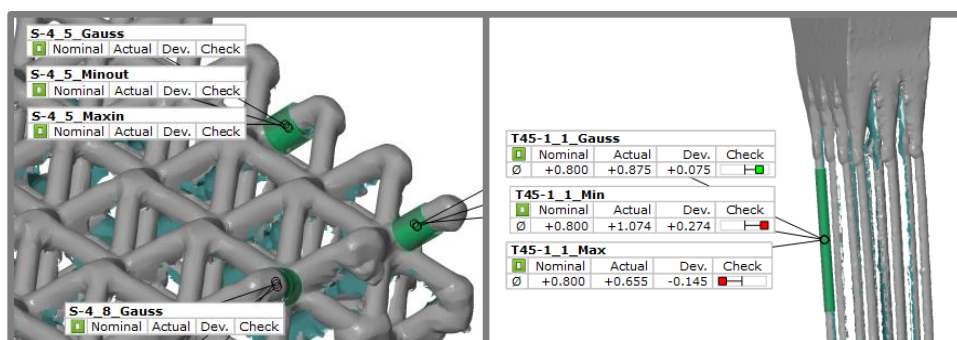 S-4_5_Gauss
Nominal Actual Dev. Check
S-4_5_Minout
Nominal Actual Dev. Check
S-4_5_Maxin
Nominal Actual Dev. Check
S-4_8_Gauss
Nominal Actual Dev. Check
T45-1_1_Gauss
Nominal Actual Dev. Check
Ø +0.800 +0.875 +0.075
T45-1_1_Min
Nominal Actual Dev. Check
Ø +0.800 +1.074 +0.274
T45-1_1_Max
Nominal Actual Dev. Check
Ø +0.800 +0.655 -0.145